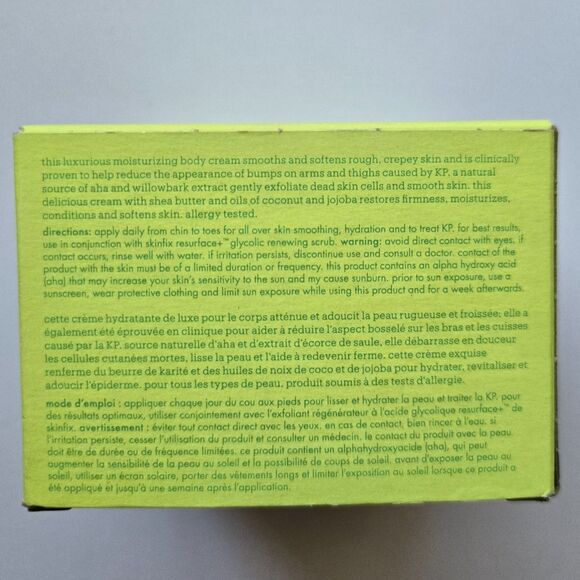 this luxurious moisturizing body cream smooths and softens rough, crepey skin and is clinically
proven to help reduce the appearance of bumps on arms and thighs caused by KP. a natural
source of aha and willowbark extract gently exfoliate dead skin cells and smooth skin. this
delicious cream with shea butter and oils of coconut and jojoba restores firmness, moisturizes,
conditions and softens skin. allergy tested.
directions: apply daily from chin to toes for all over skin smoothing, hydration and to treat KP. for best results,
use in conjunction with skinfix resurface+™ glycolic renewing scrub. warning: avoid direct contact with eyes. if
contact occurs, rinse well with water. if irritation persists, discontinue use and consult a doctor. contact of the
product with the skin must be of a limited duration or frequency. this product contains an alpha hydroxy acid
(aha) that may increase your skin's sensitivity to the sun and may cause sunburn. prior to sun exposure, use a
sunscreen, wear protective clothing and limit sun exposure while using this product and for a week afterwards.
cette crème hydratante de luxe pour le corps atténue et adoucit la peau rugueuse et froissée; elle a
également été éprouvée en clinique pour aider à réduire l'aspect bosselé sur les bras et les cuisses
causé par la KP. source naturelle d'aha et d'extrait d'écorce de saule, elle débarrasse en douceur
les cellules cutanées mortes, lisse la peau et l'aide à redevenir ferme. cette crème exquise
renferme du beurre de karité et des huiles de noix de coco et de jojoba pour hydrater, revitaliser et
adoucir l'épiderme. pour tous les types de peau. produit soumis à des tests d'allergie.
mode d'emploi : appliquer chaque jour du cou aux pieds pour lisser et hydrater la peau et traiter la KP. pour
des résultats optimaux, utiliser conjointement avec l'exfoliant régénérateur à l'acide glycolique resurface+™ de
skinfix. avertissement : éviter tout contact direct avec les yeux. en cas de contact, bien rincer à l'eau. si
l'irritation persiste, cesser l'utilisation du produit et consulter un médecin. le contact du produit avec la peau
doit être de durée ou de fréquence limitées. ce produit contient un alphahydroxyacide (aha), qui peut
augmenter la sensibilité de la peau au soleil et la possibilité de coups de soleil. avant d'exposer la peau au
soleil, utiliser un écran solaire, porter des vêtements longs et limiter l'exposition au soleil lorsque ce produit a
été appliqué et jusqu'à une semaine après l'application.